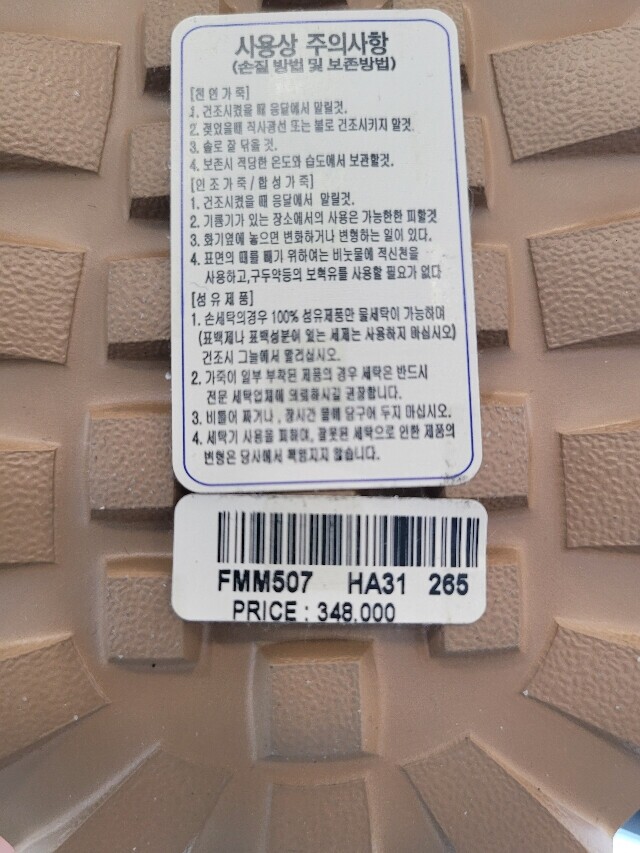 사용상 주의사항
(손질 방법 및 보존방법)
[천연가죽]
1. 건조시켰을 때 응달에서 말릴것.
2. 젖었을때 직사광선 또는 불로 건조시키지 말것.
3. 솔로 잘 닦을 것.
4. 보존시 적당한 온도와 습도에서 보관할것.
[인조가죽/합성가죽]
1. 건조시켰을 때 응달에서 말릴것.
2. 기름기가 있는 장소에서의 사용은 가능한한 피할것
3. 화기옆에 놓으면 변화하거나 변형하는 일이 있다.
4. 표면의 때를 빼기 위하여는 비눗물에 적신천을
사용하고,구두약등의 보혁유를 사용할 필요가 없다
[섬유제품]
1. 손세탁의경우 100% 섬유제품만 물세탁이 가능하며
(표백제나 표백성분이 있는 세제는 사용하지 마십시오)
건조시 그늘에서 말리십시오.
2. 가죽이 일부 부착된 제품의 경우 세탁은 반드시
전문 세탁업체에 의뢰하시길 권장합니다.
3. 비틀어 짜거나, 장시간 물에 담구어 두지 마십시오.
4. 세탁기 사용을 피하며, 잘못된 세탁으로 인한 제품의
변형은 당사에서 책임지지 않습니다.
FMM507 HA31 265
PRICE : 348,000